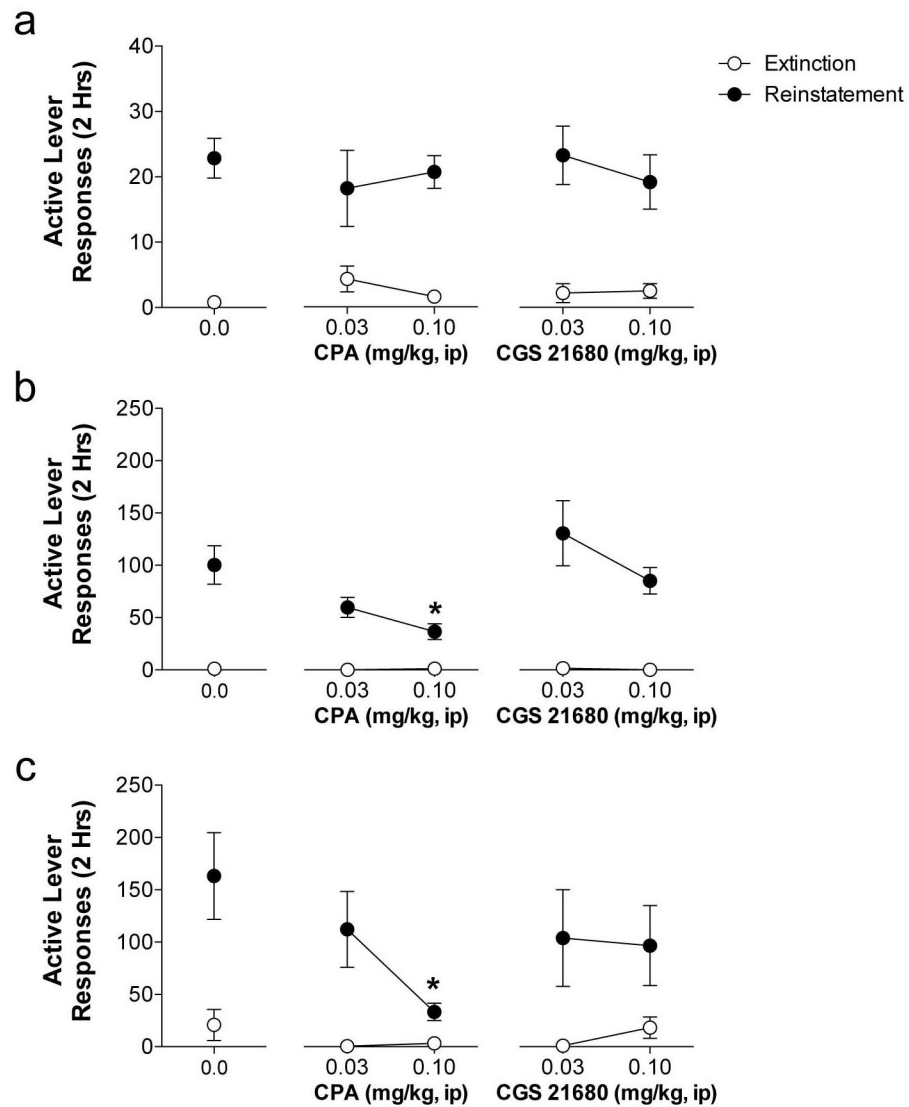 a
Active Lever
Responses (2 Hrs)
40
30
20
10
0
0.0
0.03 0.10
CPA (mg/kg, ip)
0.03 0.10
CGS 21680 (mg/kg, ip)
Extinction
Reinstatement
b
Active Lever
Responses (2 Hrs)
250
200
150
100
50
0
*
0.0
0.03 0.10
CPA (mg/kg, ip)
0.03 0.10
CGS 21680 (mg/kg, ip)
c
Active Lever
Responses (2 Hrs)
250
200
150
100
50
0
*
0.0
0.03 0.10
CPA (mg/kg, ip)
0.03 0.10
CGS 21680 (mg/kg, ip)